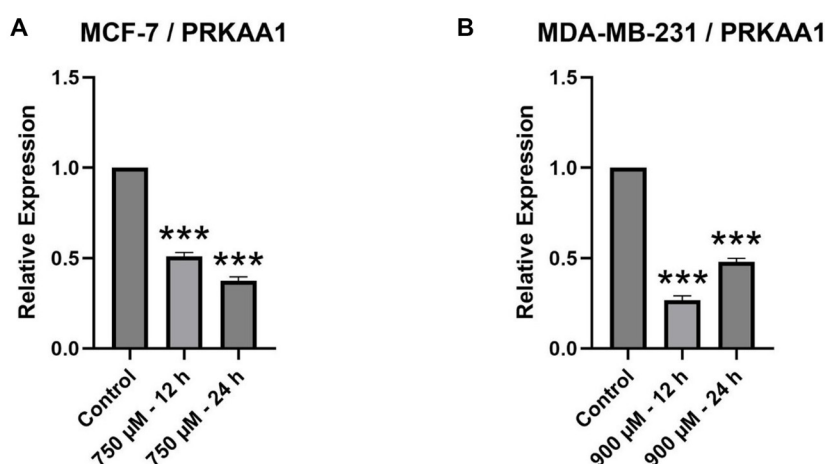 A
MCF-7 / PRKAA1
Relative Expression
1.5
1.0
0.5
0.0
***
***
Control
750 µM - 12 h
750 µM - 24 h
B
MDA-MB-231 / PRKAA1
Relative Expression
1.5
1.0
0.5
0.0
***
***
Control
900 µM - 12 h
900 µM - 24 h